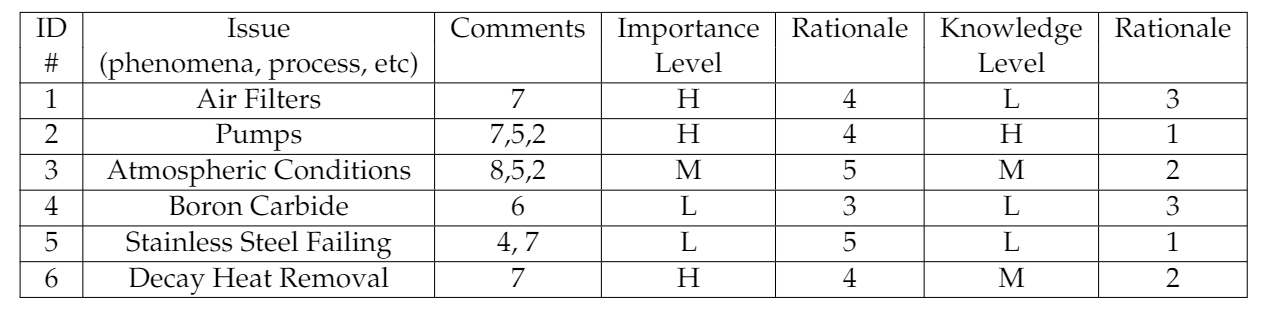 ID Issue Comments Importance Rationale Knowledge Rationale
# (phenomena, process, etc) Level Level
1 Air Filters 7 H 4 L 3
2 Pumps 7,5,2 H 4 H 1
3 Atmospheric Conditions 8,5,2 M 5 M 2
4 Boron Carbide 6 L 3 L 3
5 Stainless Steel Failing 4, 7 L 5 L 1
6 Decay Heat Removal 7 H 4 M 2